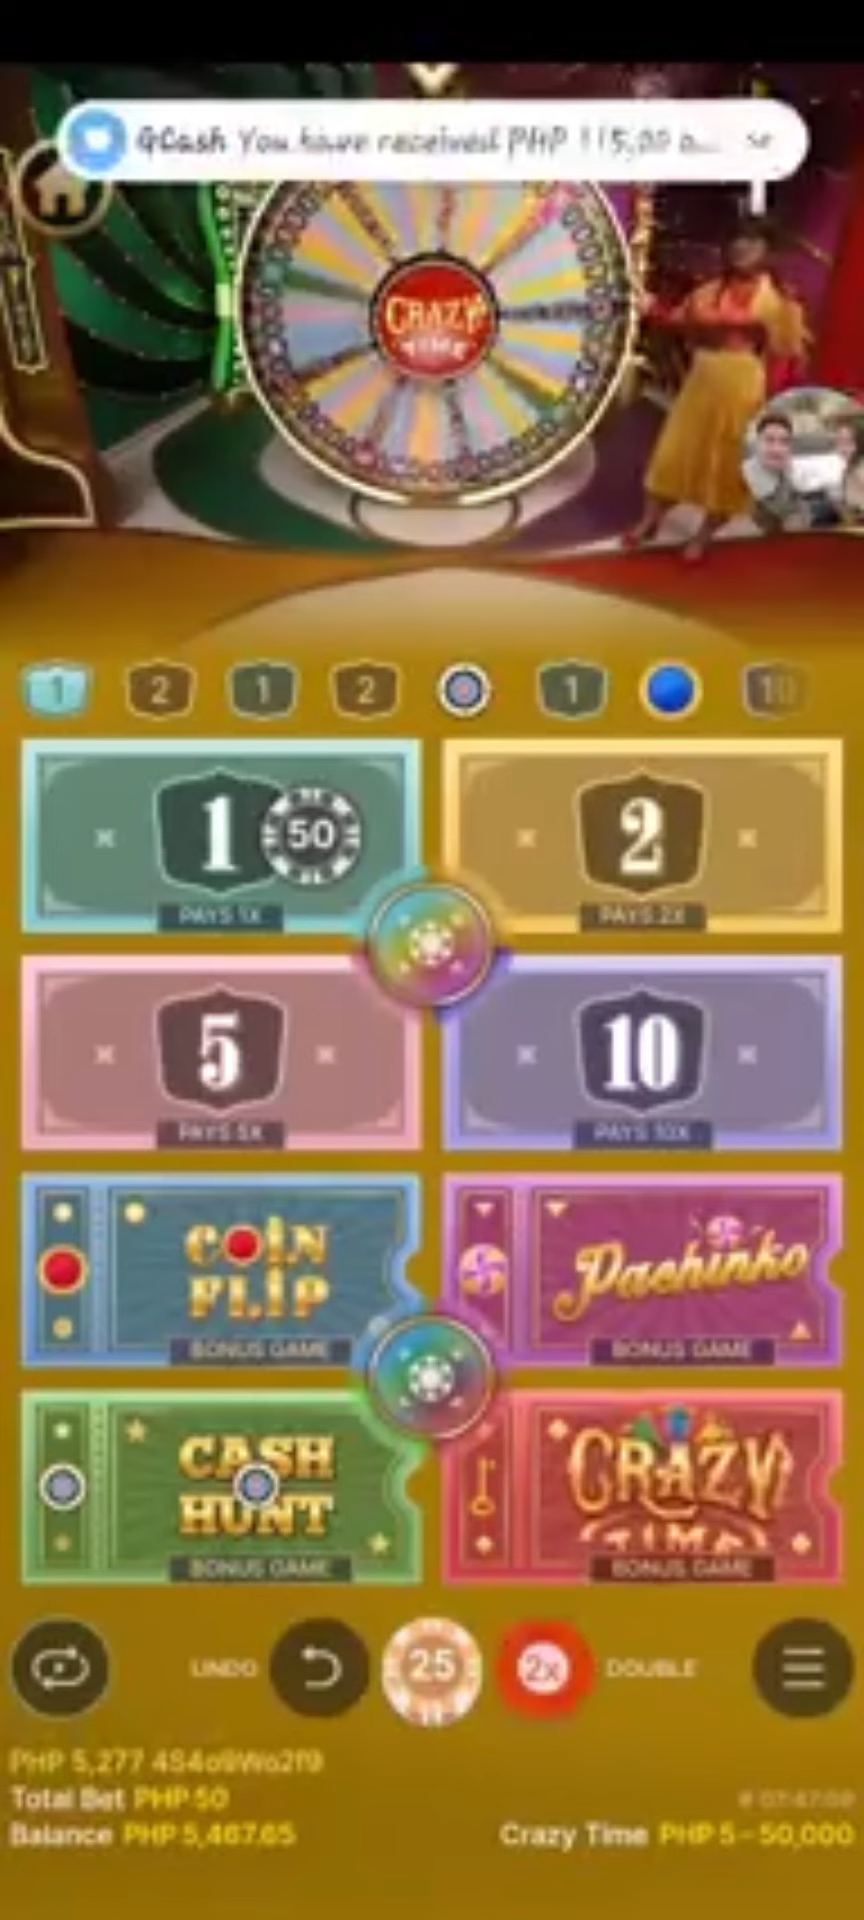 GCash You have received PHP 115.00 o...
CRAZY
TIME
1 2 1 2 1 10
1 50
PAYS 1X
2
PAYS 2X
5
PAYS 5X
10
PAYS 10X
COIN
FLIP
BONUS GAME
Pachinko
BONUS GAME
CASH
HUNT
BONUS GAME
CRAZY
TIME
BONUS GAME
UNDO 25 2x DOUBLE
PHP 5,277
Total Bet PHP 50
Balance PHP 5,467.65 Crazy Time PHP 5 - 50,000